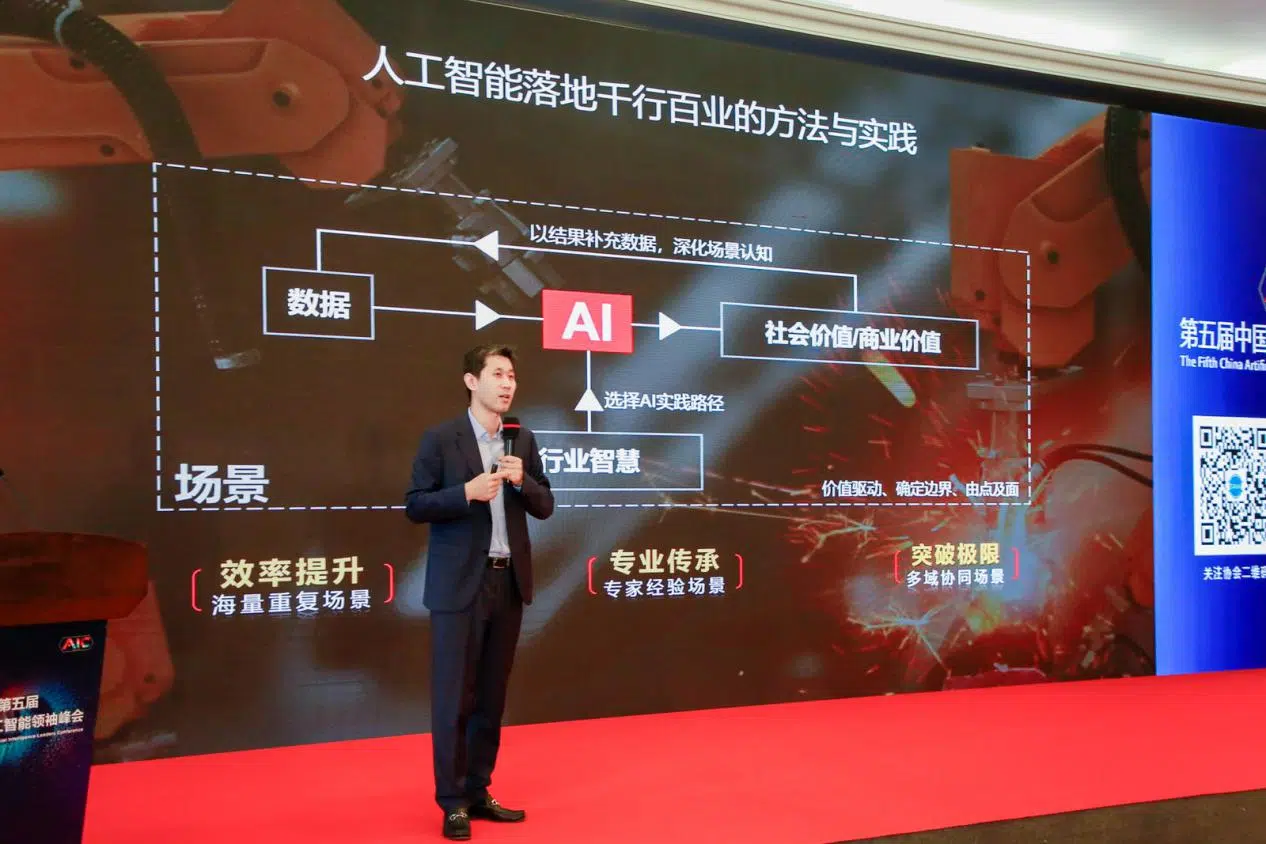 人工智能落地千行百业的方法与实践
以结果补充数据，深化场景认知
数据
AI
社会价值/商业价值
选择AI实践路径
行业智慧
场景
价值驱动、确定边界、由点及面
效率提升
海量重复场景
专业传承
专家经验场景
突破极限
多域协同场景
第五届中国
The Fifth China Artifi
关注协会二维
AIC
第五届
工智能领袖峰会
Intelligence Leaders Conference